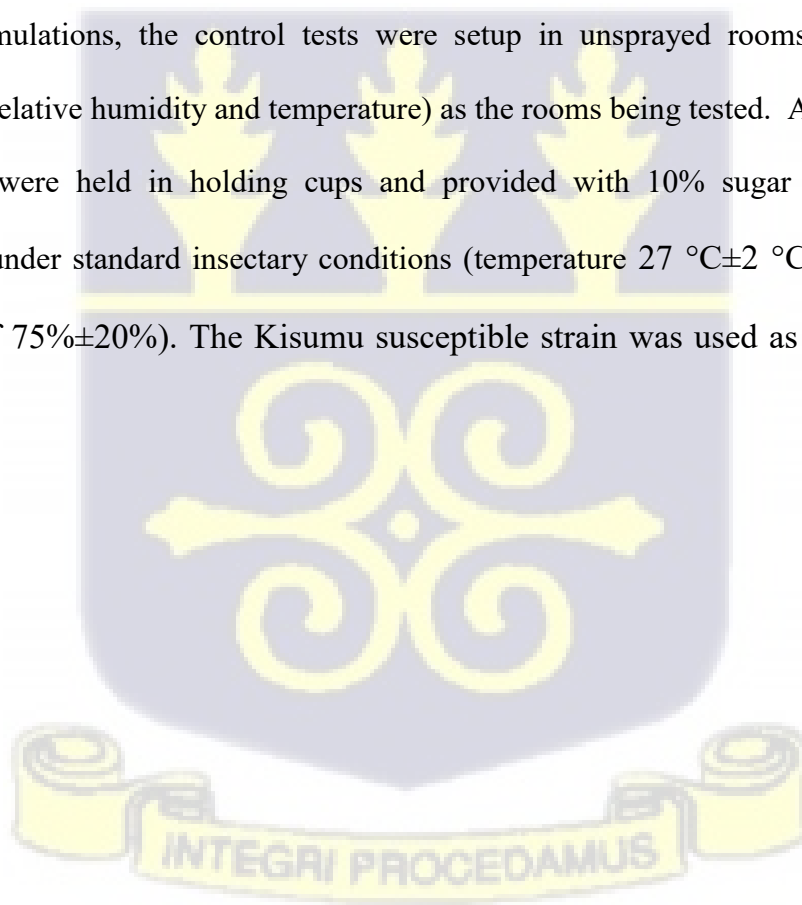 mulations, the control tests were setup in unsprayed rooms
elative humidity and temperature) as the rooms being tested. A
were held in holding cups and provided with 10% sugar
under standard insectary conditions (temperature 27 °C±2 °C
75%±20%). The Kisumu susceptible strain was used as
INTEGRI PROCEDAMUS